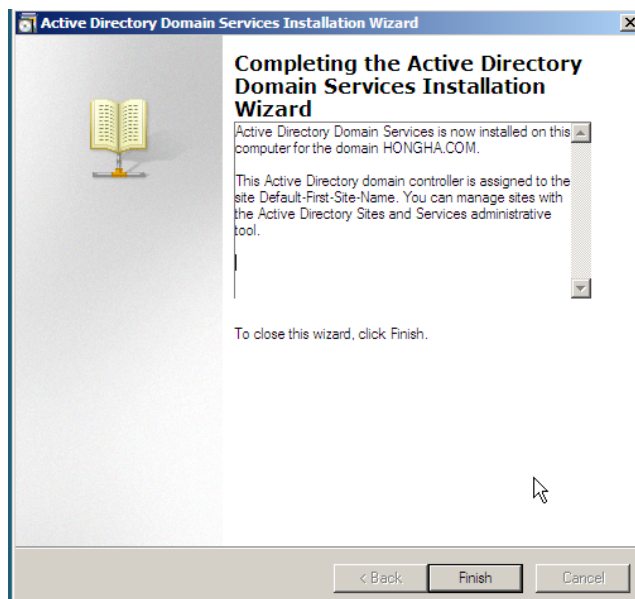 Active Directory Domain Services Installation Wizard
Completing the Active Directory
Domain Services Installation
Wizard
Active Directory Domain Services is now installed on this
computer for the domain HONGHA.COM.
This Active Directory domain controller is assigned to the
site Default-First-Site-Name. You can manage sites with
the Active Directory Sites and Services administrative
tool.
To close this wizard, click Finish.
< Back
Finish
Cancel